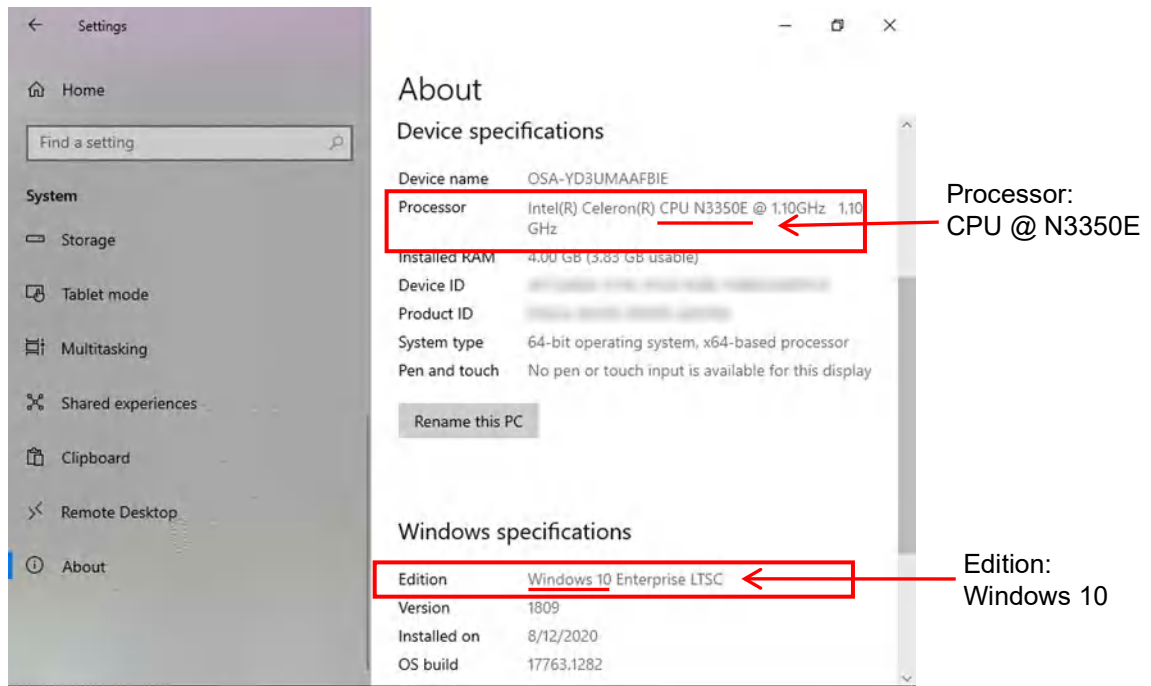 Settings
Home
Find a setting
System
Storage
Tablet mode
Multitasking
Shared experiences
Clipboard
Remote Desktop
About
About
Device specifications
Device name OSA-YD3UMAAFBIE
Processor Intel(R) Celeron(R) CPU N3350E @ 1.10GHz 1.10
GHz
Installed RAM 4.00 GB (3.83 GB usable)
Device ID
Product ID
System type 64-bit operating system, x64-based processor
Pen and touch No pen or touch input is available for this display
Rename this PC
Windows specifications
Edition Windows 10 Enterprise LTSC
Version 1809
Installed on 8/12/2020
OS build 17763.1282
Processor:
CPU @ N3350E
Edition:
Windows 10